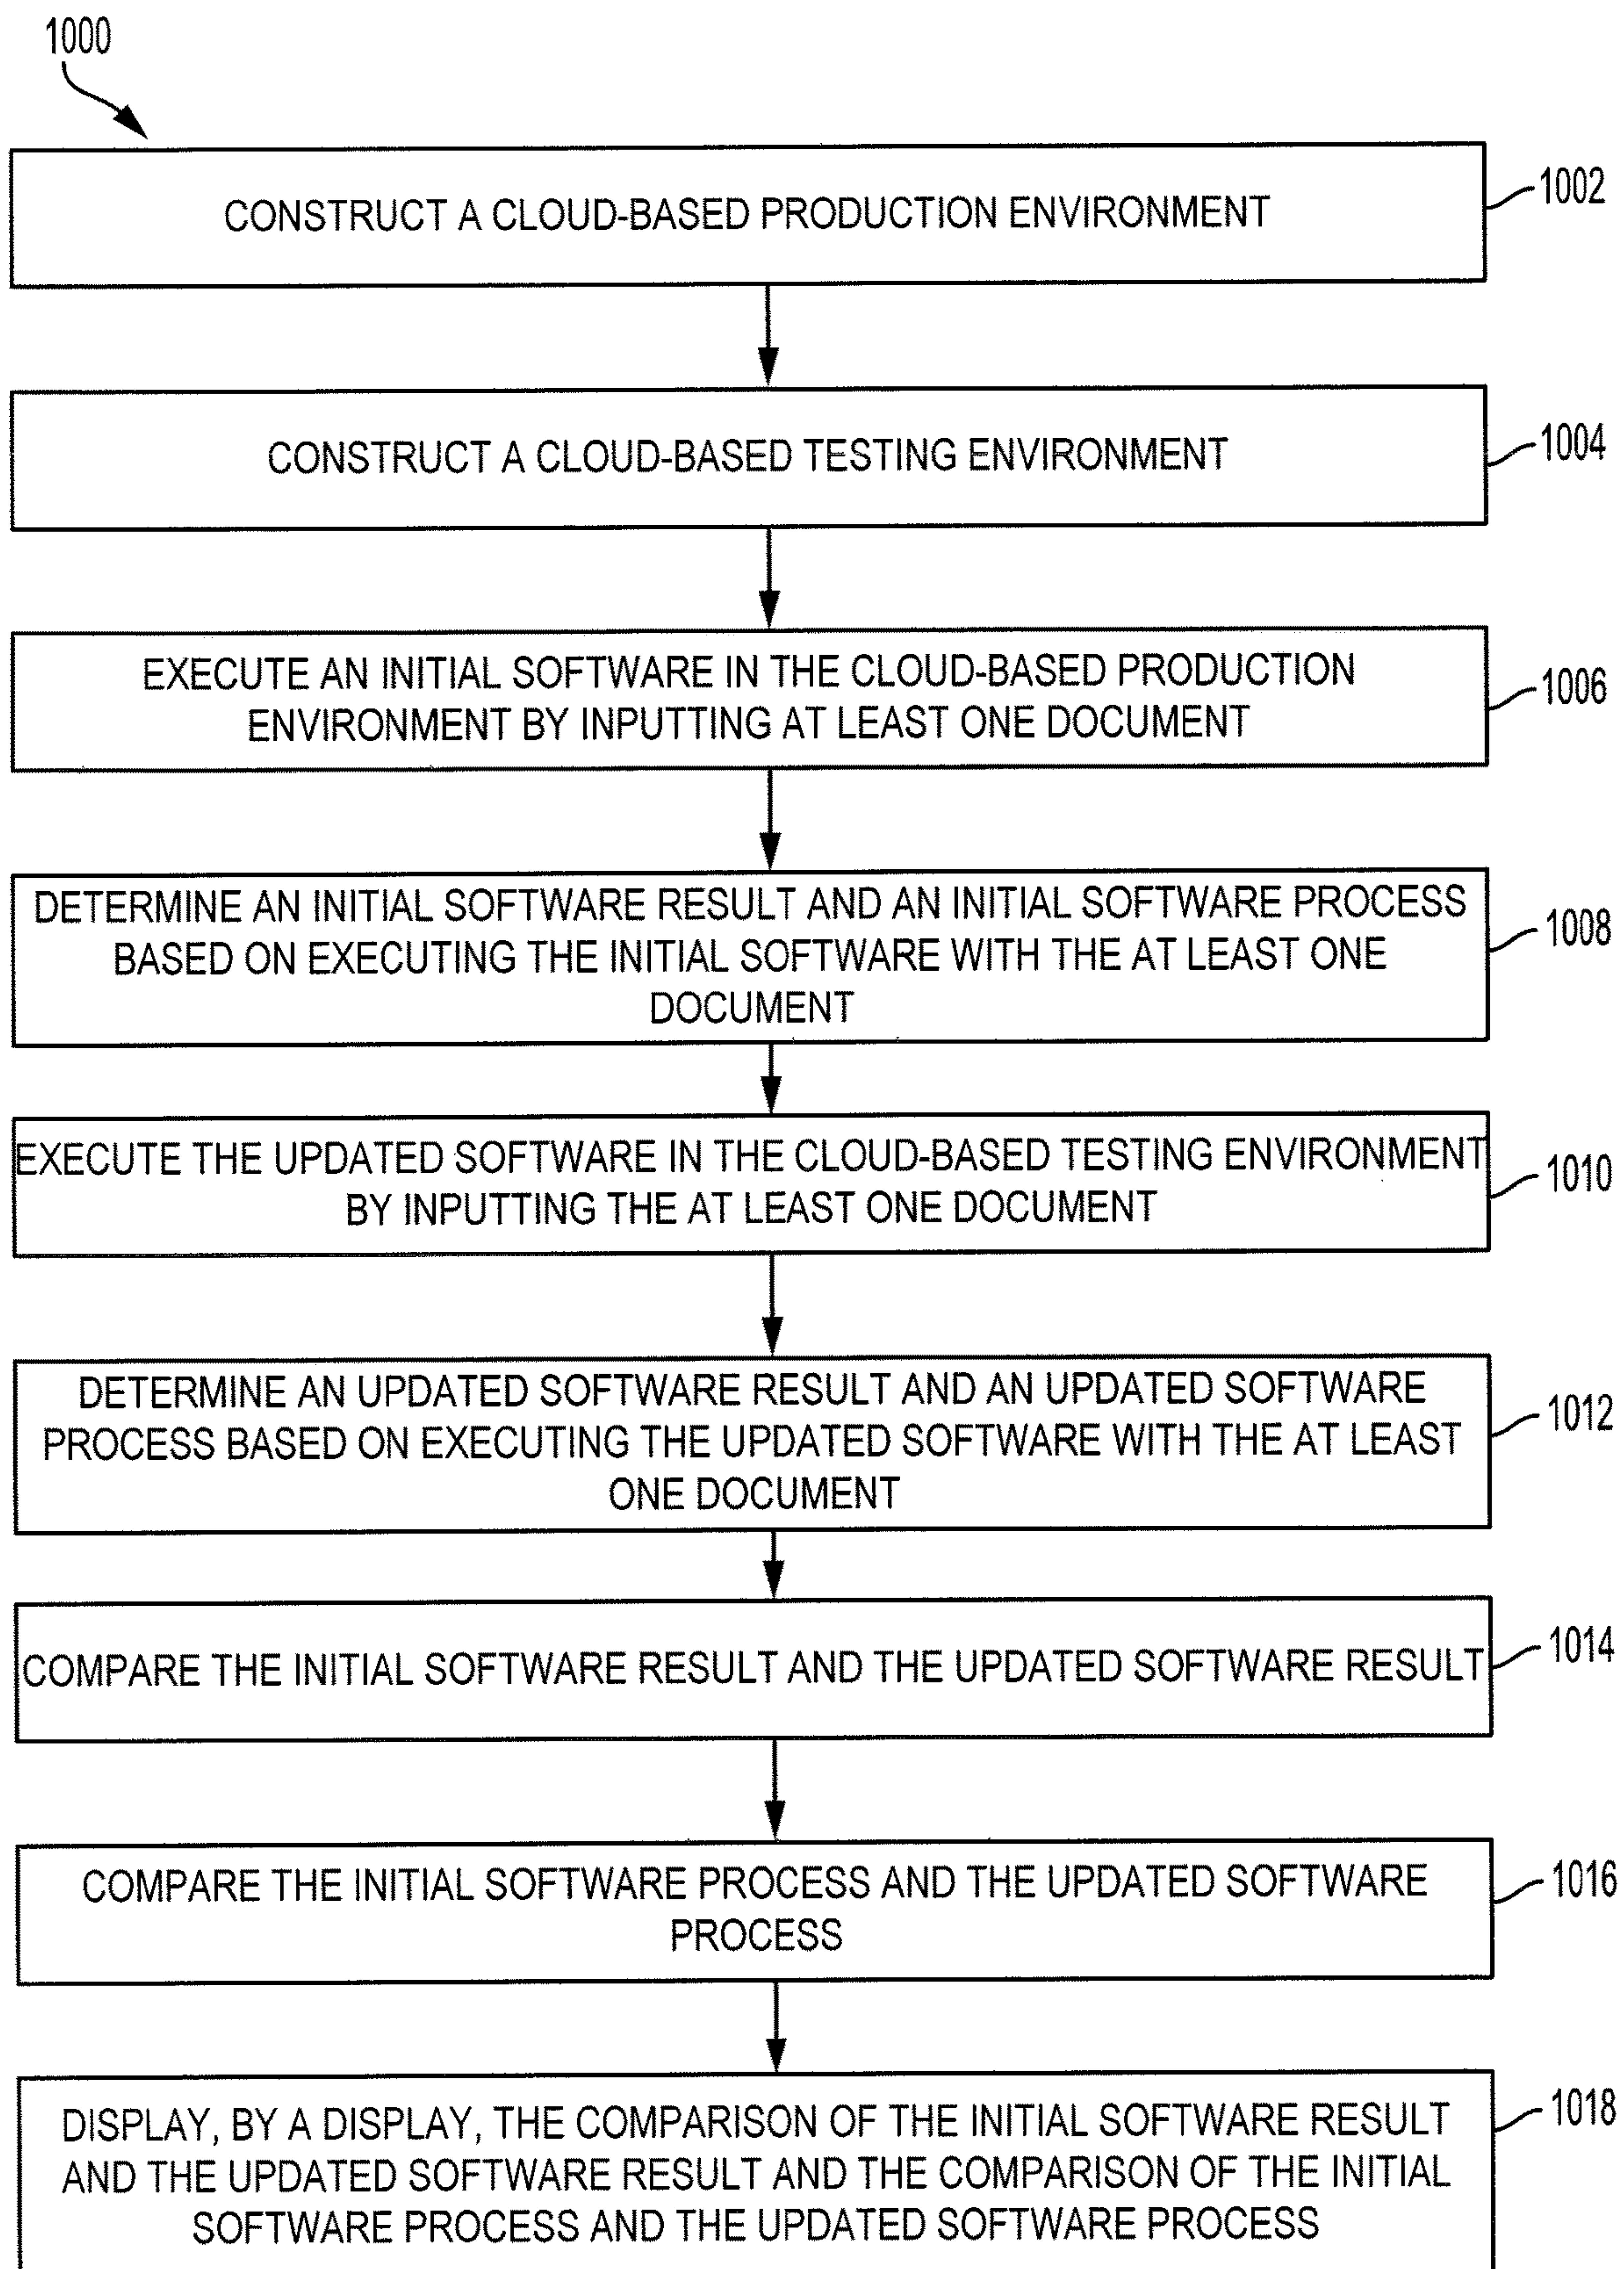 1000
CONSTRUCT A CLOUD-BASED PRODUCTION ENVIRONMENT
1002
CONSTRUCT A CLOUD-BASED TESTING ENVIRONMENT
1004
EXECUTE AN INITIAL SOFTWARE IN THE CLOUD-BASED PRODUCTION
ENVIRONMENT BY INPUTTING AT LEAST ONE DOCUMENT
1006
DETERMINE AN INITIAL SOFTWARE RESULT AND AN INITIAL SOFTWARE PROCESS
BASED ON EXECUTING THE INITIAL SOFTWARE WITH THE AT LEAST ONE
DOCUMENT
1008
EXECUTE THE UPDATED SOFTWARE IN THE CLOUD-BASED TESTING ENVIRONMENT
BY INPUTTING THE AT LEAST ONE DOCUMENT
1010
DETERMINE AN UPDATED SOFTWARE RESULT AND AN UPDATED SOFTWARE
PROCESS BASED ON EXECUTING THE UPDATED SOFTWARE WITH THE AT LEAST
ONE DOCUMENT
1012
COMPARE THE INITIAL SOFTWARE RESULT AND THE UPDATED SOFTWARE RESULT
1014
COMPARE THE INITIAL SOFTWARE PROCESS AND THE UPDATED SOFTWARE
PROCESS
1016
DISPLAY, BY A DISPLAY, THE COMPARISON OF THE INITIAL SOFTWARE RESULT
AND THE UPDATED SOFTWARE RESULT AND THE COMPARISON OF THE INITIAL
SOFTWARE PROCESS AND THE UPDATED SOFTWARE PROCESS
1018